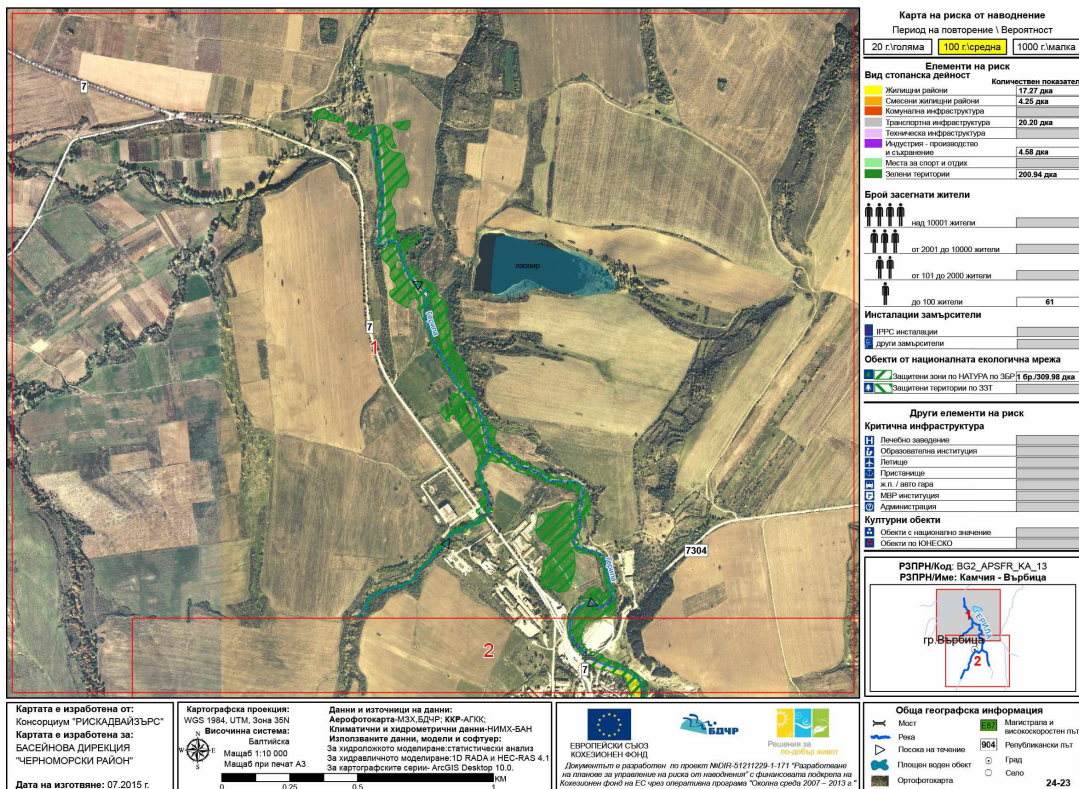 7
язовир
Герила
7
1
7304
Герила
2
7
Карта на риска от наводнение
Период на повторение \ Вероятност
20 г.\голяма 100 г.\средна 1000 г.\малка
Елементи на риск
Вид стопанска дейност Количествен показател
Жилищни райони 17.27 дка
Смесени жилищни райони 4.25 дка
Комунална инфраструктура
Транспортна инфраструктура 20.20 дка
Техническа инфраструктура
Индустрия - производство
и съхранение 4.58 дка
Места за спорт и отдих
Зелени територии 200.94 дка
Брой засегнати жители
над 10001 жители
от 2001 до 10000 жители
от 101 до 2000 жители
до 100 жители 61
Инсталации замърсители
IPPC инсталации
други замърсители
Обекти от националната екологична мрежа
Защитени зони по НАТУРА по ЗБР 1 бр./309.98 дка
Защитени територии по ЗЗТ
Други елементи на риск
Критична инфраструктура
Лечебно заведение
Образователна институция
Летище
Пристанище
ж.п. / авто гара
МВР институция
Администрация
Културни обекти
Обекти с национално значение
Обекти по ЮНЕСКО
РЗПРН/Код: BG2_APSFR_KA_13
РЗПРН/Име: Камчия - Върбица
1
ГЕРИЛА
гр.Върбица
2
Картата е изработена от:
Консорциум "РИСКАДВАЙЗЪРС"
Картата е изработена за:
БАСЕЙНОВА ДИРЕКЦИЯ
"ЧЕРНОМОРСКИ РАЙОН"
Дата на изготвяне: 07.2015 г.
Картографска проекция:
WGS 1984, UTM, Зона 35N
Височинна система:
Балтийска
Мащаб 1:10 000
Мащаб при печат А3
N
W E
S
0 0.25 0.5 1
КМ
Данни и източници на данни:
Аерофотокарта-МЗХ,БДЧР; ККР-АГКК;
Климатични и хидрометрични данни-НИМХ-БАН
Използваните данни, модели и софтуер:
За хидроложкото моделиране:статистически анализ
За хидравличното моделиране:1D RADA и HEC-RAS 4.1
За картографските серии- ArcGIS Desktop 10.0.
ЕВРОПЕЙСКИ СЪЮЗ
КОХЕЗИОНЕН ФОНД
БДЧР
Решения за
по-добър живот
Документът е разработен по проект №DIR-51211229-1-171 "Разработване
на планове за управление на риска от наводнения" с финансовата подкрепа на
Кохезионен фонд на ЕС чрез оперативна програма "Околна среда 2007 – 2013 г."
Обща географска информация
Мост
Река
Посока на течение
Площен воден обект
Ортофотокарта
E87 Магистрала и
високоскоростен път
904 Републикански път
Град
Село
24-23